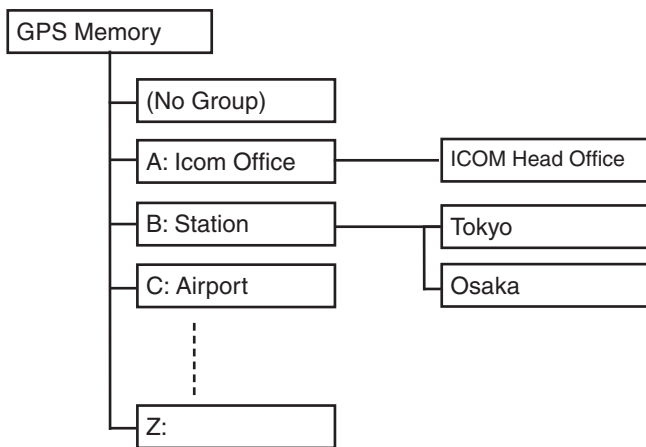 GPS Memory
(No Group)
A: Icom Office
ICOM Head Office
B: Station
Tokyo
C: Airport
Osaka
Z: